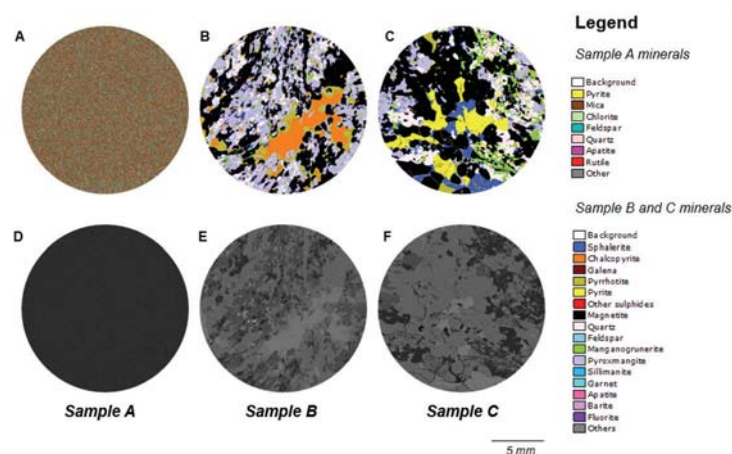 A
B
C
D
E
F
Sample A
Sample B
Sample C
5 mm
Legend
Sample A minerals
Background
Pyrite
Mica
Chlorite
Feldspar
Quartz
Apatite
Rutile
Other
Sample B and C minerals
Background
Sphalerite
Chalcopyrite
Galena
Pyrrhotite
Pyrite
Other sulphides
Magnetite
Quartz
Feldspar
Manganogrunerite
Pyroxmangite
Sillimanite
Garnet
Apatite
Barite
Fluorite
Others